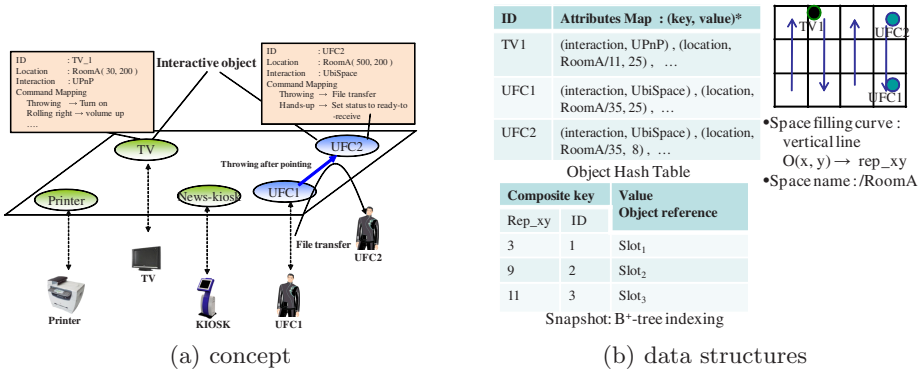 ID : TV_1
Location : RoomA( 30, 200 )
Interaction : UPnP
Command Mapping
Throwing → Turn on
Rolling right → volume up
….
Interactive object
ID : UFC2
Location : RoomA( 500, 200 )
Interaction : UbiSpace
Command Mapping
Throwing → File transfer
Hands-up → Set status to ready-to
-receive
TV
UFC2
Throwing after pointing
Printer
News-kiosk
UFC1
File transfer
UFC2
TV
Printer
KIOSK
UFC1
(a) concept
ID Attributes Map : (key, value)*
TV1 (interaction, UPnP) , (location,
RoomA/11, 25) , …
UFC1 (interaction, UbiSpace) , (location,
RoomA/35, 25) , …
UFC2 (interaction, UbiSpace) , (location,
RoomA/35, 8) , …
Object Hash Table
TV1
UFC2
UFC1
•Space filling curve :
vertical line
O(x, y) → rep_xy
•Space name : /RoomA
Composite key Value
Object reference
Rep_xy ID
3 1 Slot1
9 2 Slot2
11 3 Slot3
Snapshot: B+-tree indexing
(b) data structures